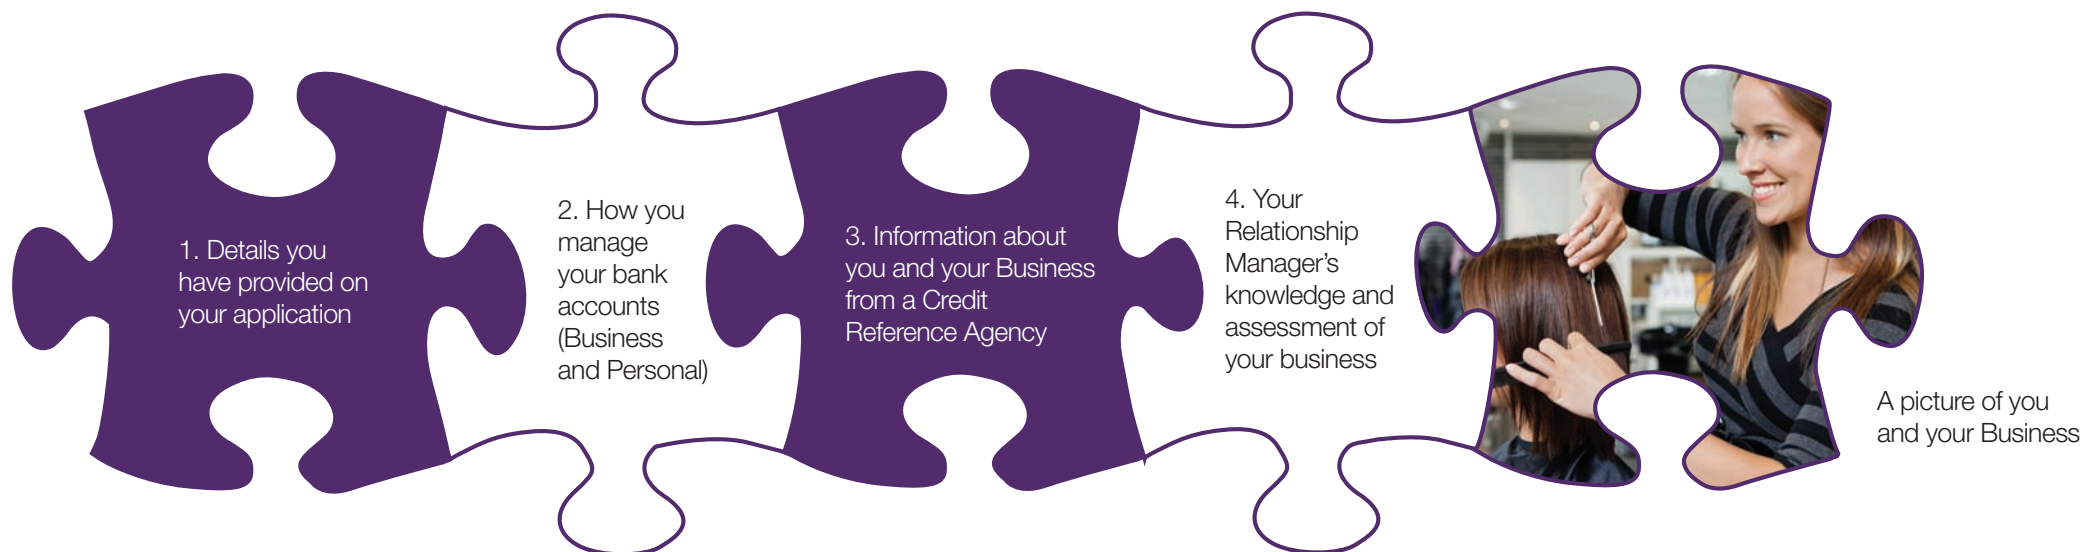 1. Details you
have provided on
your application
2. How you
manage
your bank
accounts
(Business
and Personal)
3. Information about
you and your Business
from a Credit
Reference Agency
4. Your
Relationship
Manager’s
knowledge and
assessment of
your business
A picture of you
and your Business